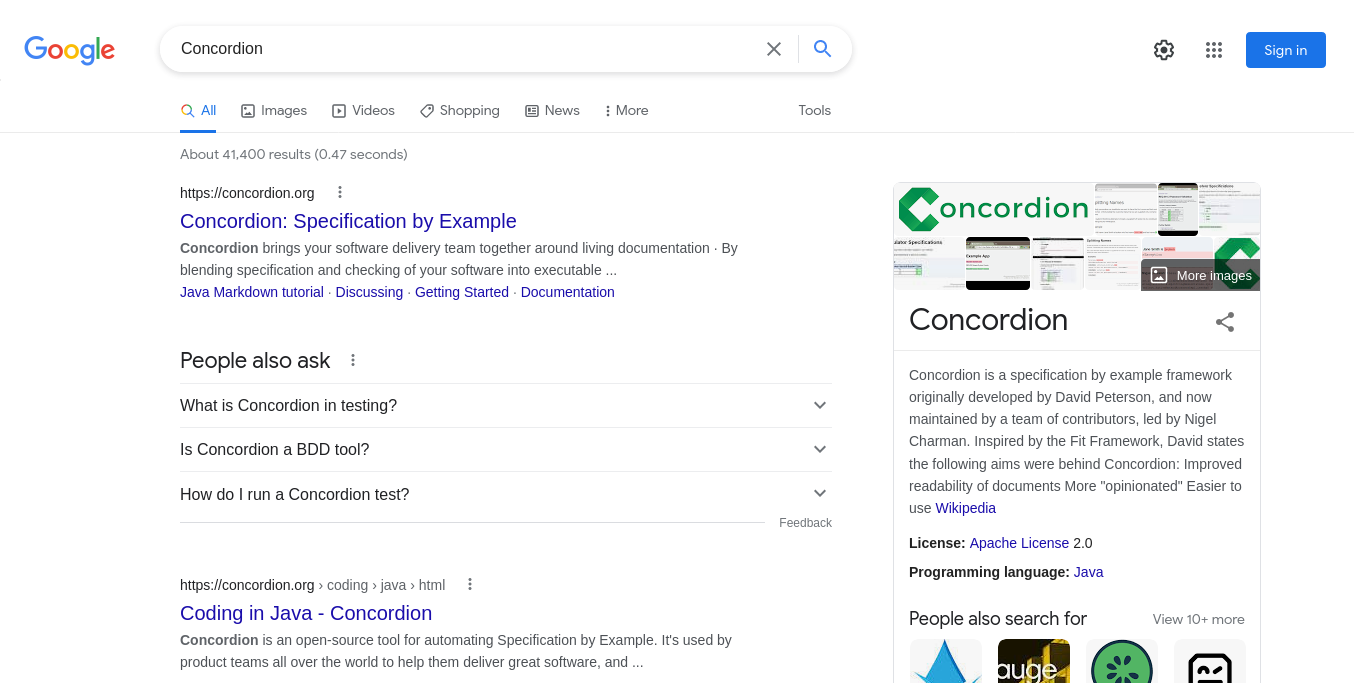 Google
Concordion
Sign in
All
Images
Videos
Shopping
News
More
Tools
About 41,400 results (0.47 seconds)
https://concordion.org
Concordion: Specification by Example
Concordion brings your software delivery team together around living documentation · By
blending specification and checking of your software into executable ...
Java Markdown tutorial · Discussing · Getting Started · Documentation
People also ask
What is Concordion in testing?
Is Concordion a BDD tool?
How do I run a Concordion test?
Feedback
https://concordion.org › coding › java › html
Coding in Java - Concordion
Concordion is an open-source tool for automating Specification by Example. It's used by
product teams all over the world to help them deliver great software, and ...
oncordion
Splitting Names
Example App
More images
Concordion
Concordion is a specification by example framework
originally developed by David Peterson, and now
maintained by a team of contributors, led by Nigel
Charman. Inspired by the Fit Framework, David states
the following aims were behind Concordion: Improved
readability of documents More "opinionated" Easier to
use Wikipedia
License: Apache License 2.0
Programming language: Java
People also search for
View 10+ more
auge